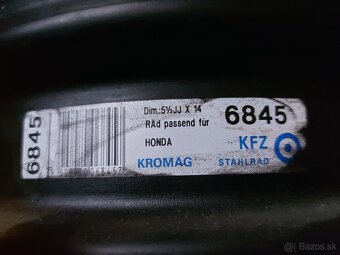 6845
Dim.:5½JJ X 14
Rad passend für
HONDA
KROMAG
6845
KFZ
STAHLRAD
Bazos.sk